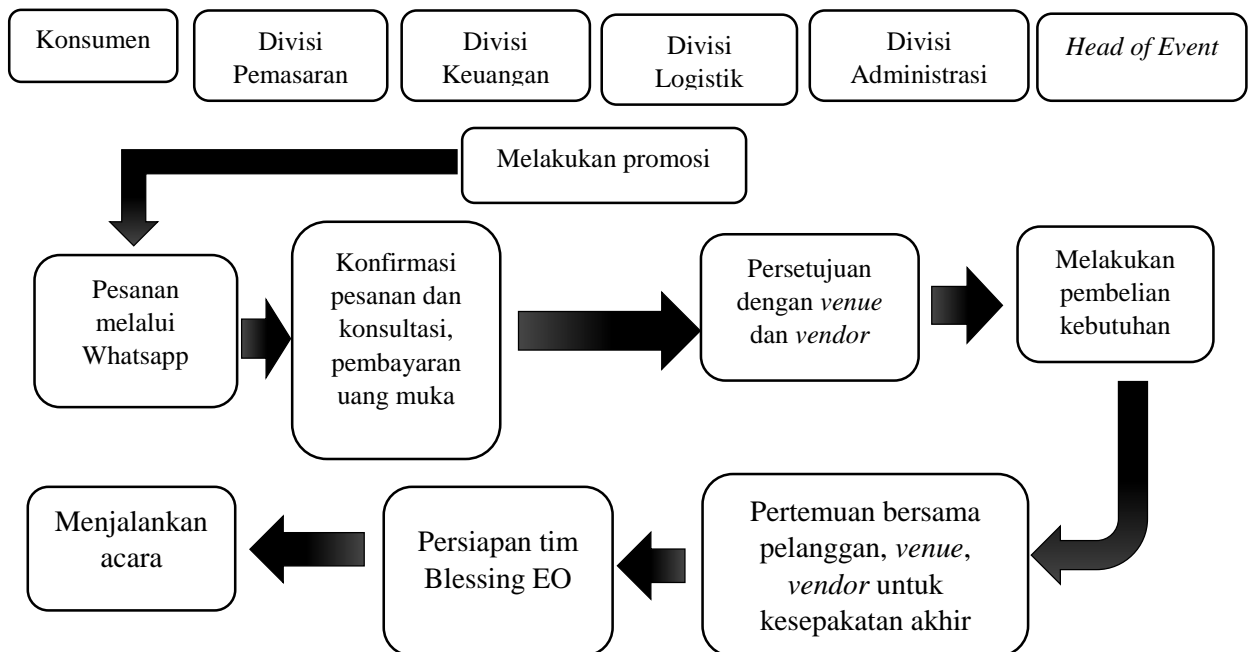 Konsumen
Divisi
Pemasaran
Divisi
Keuangan
Divisi
Logistik
Divisi
Administrasi
Head of Event
Melakukan promosi
Pesanan
melalui
Whatsapp
Konfirmasi
pesanan dan
konsultasi,
pembayaran
uang muka
Persetujuan
dengan venue
dan vendor
Melakukan
pembelian
kebutuhan
Pertemuan bersama
pelanggan, venue,
vendor untuk
kesepakatan akhir
Persiapan tim
Blessing EO
Menjalankan
acara